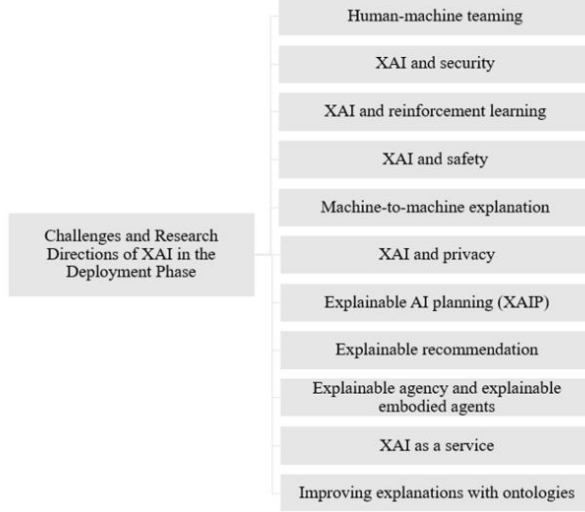 Human-machine teaming
XAI and security
XAI and reinforcement learning
XAI and safety
Machine-to-machine explanation
Challenges and Research
Directions of XAI in the
Deployment Phase
XAI and privacy
Explainable AI planning (XAIP)
Explainable recommendation
Explainable agency and explainable
embodied agents
XAI as a service
Improving explanations with ontologies